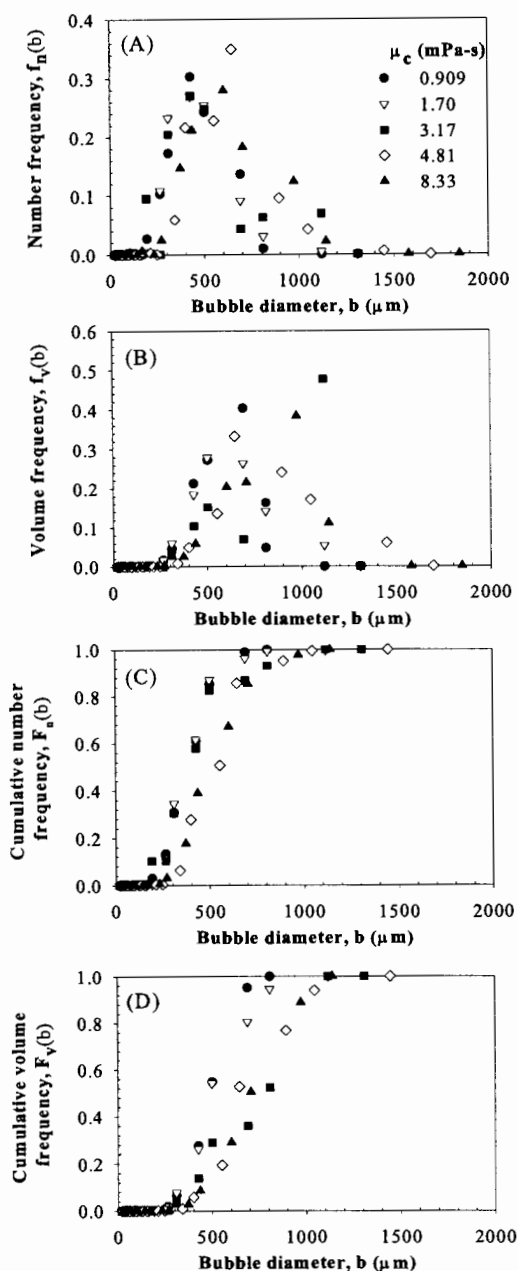 (A)
μc (mPa-s)
0.909
1.70
3.17
4.81
8.33
Number frequency, fn(b)
0.4
0.3
0.2
0.1
0.0
0 500 1000 1500 2000
Bubble diameter, b (μm)
(B)
Volume frequency, fv(b)
0.6
0.5
0.4
0.3
0.2
0.1
0.0
0 500 1000 1500 2000
Bubble diameter, b (μm)
(C)
Cumulative number
frequency, Fn(b)
1.0
0.8
0.6
0.4
0.2
0.0
0 500 1000 1500 2000
Bubble diameter, b (μm)
(D)
Cumulative volume
frequency, Fv(b)
1.0
0.8
0.6
0.4
0.2
0.0
0 500 1000 1500 2000
Bubble diameter, b (μm)